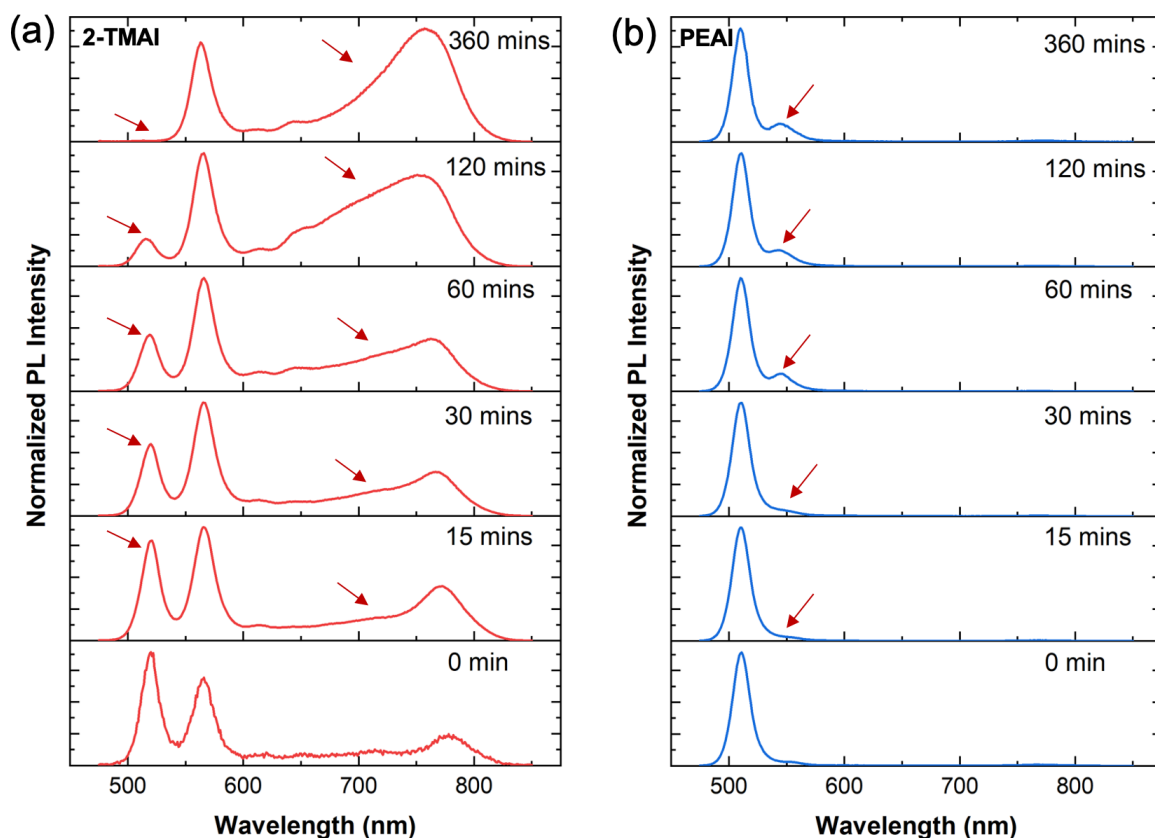 (a)
2-TMAI
360 mins
120 mins
60 mins
30 mins
15 mins
0 min
Normalized PL Intensity
500 600 700 800
Wavelength (nm)
(b)
PEAI
360 mins
120 mins
60 mins
30 mins
15 mins
0 min
Normalized PL Intensity
500 600 700 800
Wavelength (nm)